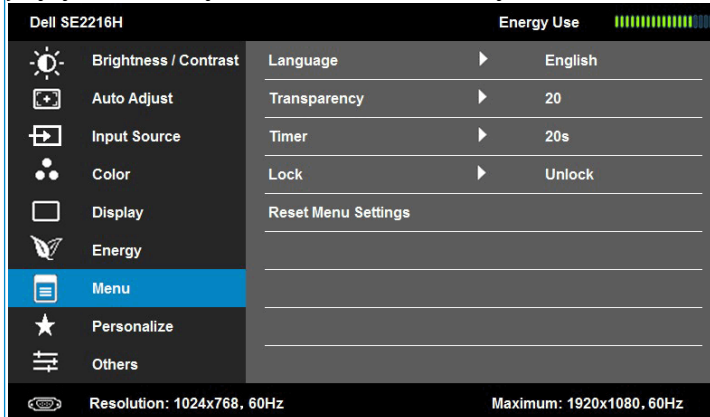 Dell SE2216H Energy Use
Brightness / Contrast Language English
Auto Adjust Transparency 20
Input Source Timer 20s
Color Lock Unlock
Display Reset Menu Settings
Energy
Menu
Personalize
Others
Resolution: 1024x768, 60Hz Maximum: 1920x1080, 60Hz